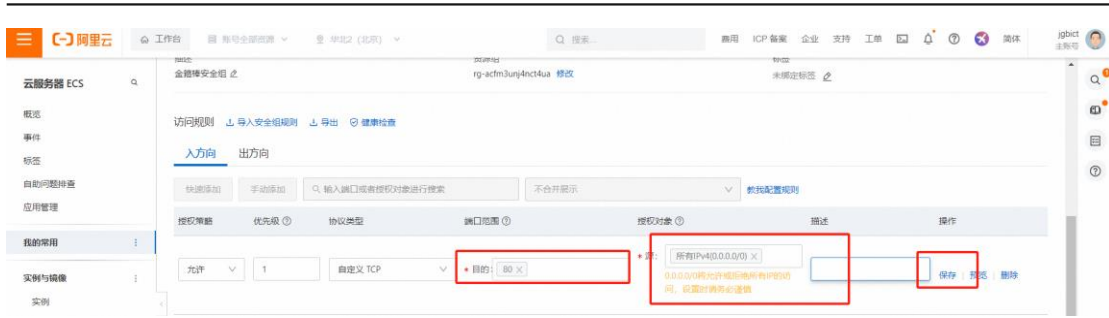 阿里云 工作台 账号全部资源 华北2 (北京) 搜索... 费用 ICP 备案 企业 支持 工单 简体 jgbict
主账号
描述 资源组 标签
云服务器 ECS 金箍棒安全组 rg-acfm3unj4nct4ua 修改 未绑定标签
概览
访问规则 导入安全组规则 导出 健康检查
事件
入方向 出方向
标签
自助问题排查 快速添加 手动添加 输入端口或者授权对象进行搜索 不合并展示 教我配置规则
应用管理
授权策略 优先级 协议类型 端口范围 授权对象 描述 操作
我的常用
* 源: 所有IPv4(0.0.0.0/0) ×
实例与镜像 允许 1 自定义 TCP * 目的: 80 × 保存 预览 删除
0.0.0.0/0将允许或拒绝所有IP的访
问，设置时请务必谨慎
实例